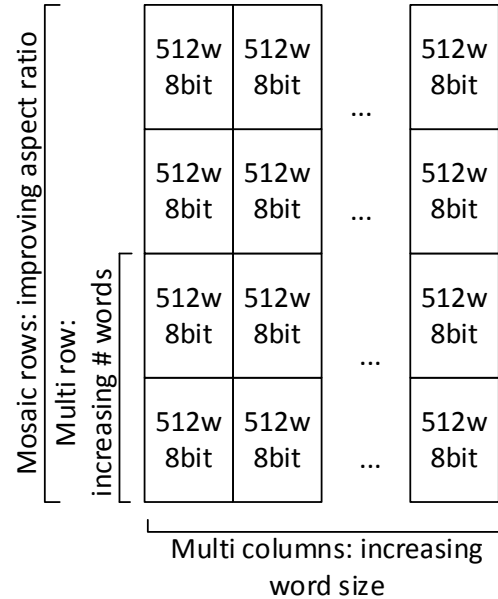 Mosaic rows: improving aspect ratio
Multi row:
increasing # words
512w 512w 512w
8bit 8bit 8bit
...
512w 512w 512w
8bit 8bit 8bit
...
512w 512w 512w
8bit 8bit 8bit
...
512w 512w 512w
8bit 8bit 8bit
...
Multi columns: increasing
word size